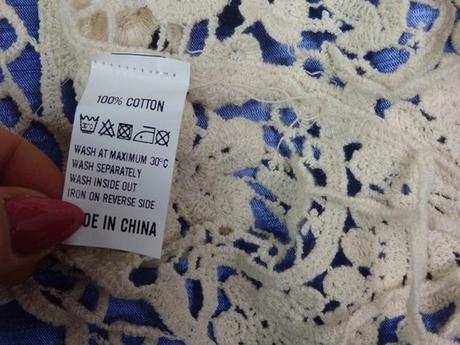 100% COTTON
WASH AT MAXIMUM 30°C
WASH SEPARATELY
WASH INSIDE OUT
IRON ON REVERSE SIDE
DE IN CHINA